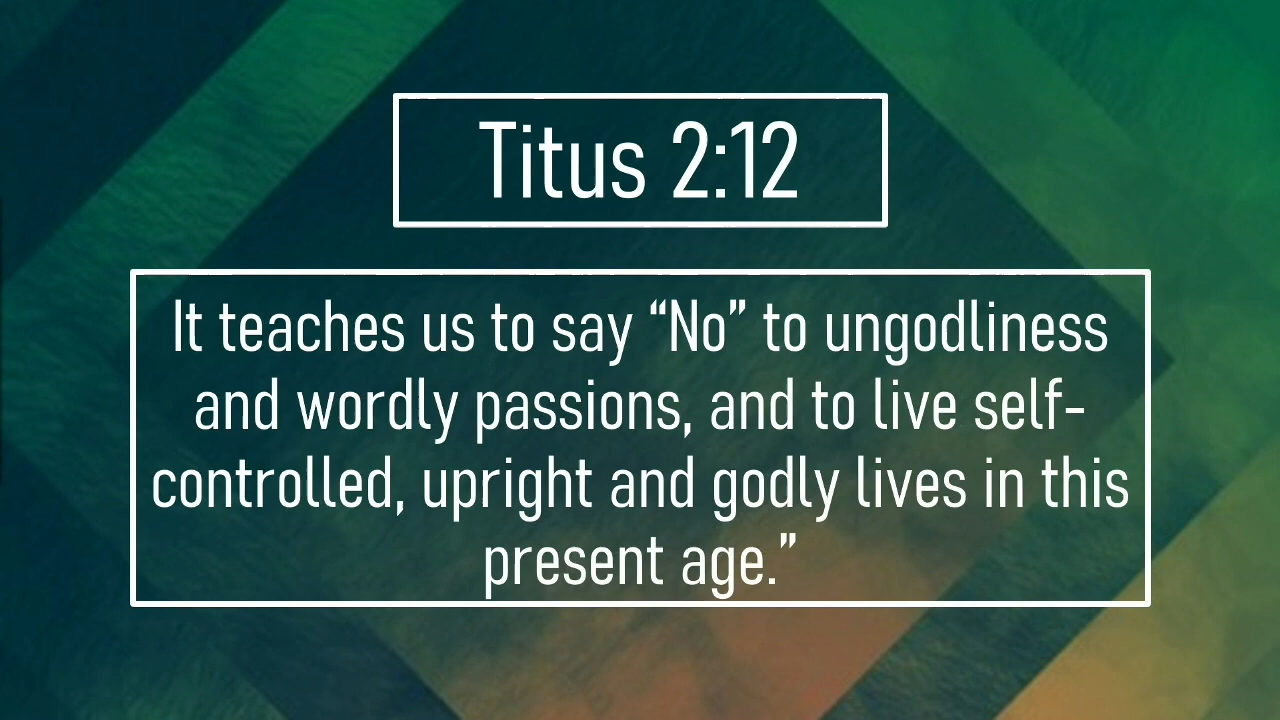 Titus 2:12
It teaches us to say “No” to ungodliness
and wordly passions, and to live self-
controlled, upright and godly lives in this
present age.”